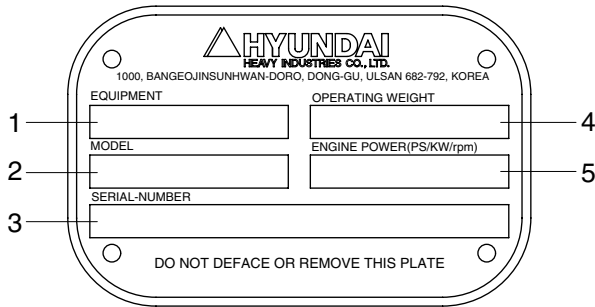 HYUNDAI
HEAVY INDUSTRIES CO., LTD.
1000, BANGEOJINSUNHWAN-DORO, DONG-GU, ULSAN 682-792, KOREA
EQUIPMENT OPERATING WEIGHT
1 4
MODEL ENGINE POWER(PS/KW/rpm)
2 5
SERIAL-NUMBER
3
DO NOT DEFACE OR REMOVE THIS PLATE